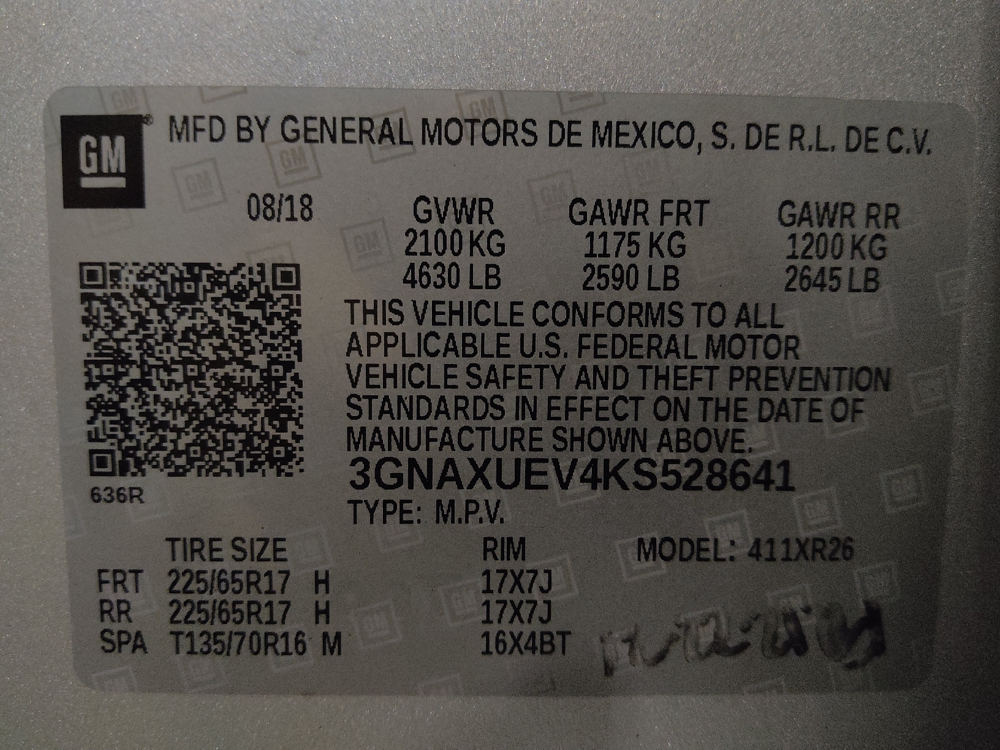 GM® MFD BY GENERAL MOTORS DE MEXICO, S. DE R.L. DE C.V.
08/18 GVWR GAWR FRT GAWR RR
2100 KG 1175 KG 1200 KG
4630 LB 2590 LB 2645 LB
THIS VEHICLE CONFORMS TO ALL
APPLICABLE U.S. FEDERAL MOTOR
VEHICLE SAFETY AND THEFT PREVENTION
STANDARDS IN EFFECT ON THE DATE OF
MANUFACTURE SHOWN ABOVE.
3GNAXUEV4KS528641
636R
TYPE: M.P.V.
TIRE SIZE RIM MODEL: 411XR26
FRT 225/65R17 H 17X7J
RR 225/65R17 H 17X7J
SPA T135/70R16 M 16X4BT